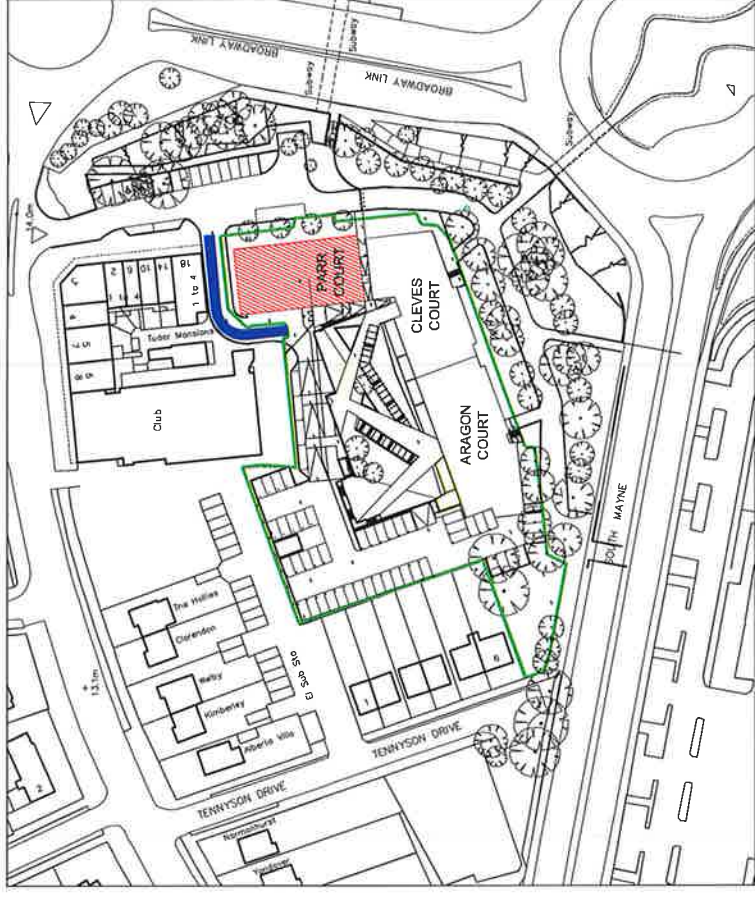 BROADWAY LINK
Subway
BROADWAY LINK
Subway
Subway
14.0m
3
2
6
10
14
18
1 to 4
Tudor Mansions
Club
PARR
COURT
CLEVES
COURT
ARAGON
COURT
SOUTH MAYNE
The Hollies
Clarendon
Welby
Kimberley
Alberta Villa
El Sub Sta
13.1m
2
1
6
TENNYSON DRIVE
TENNYSON DRIVE
Normanhurst